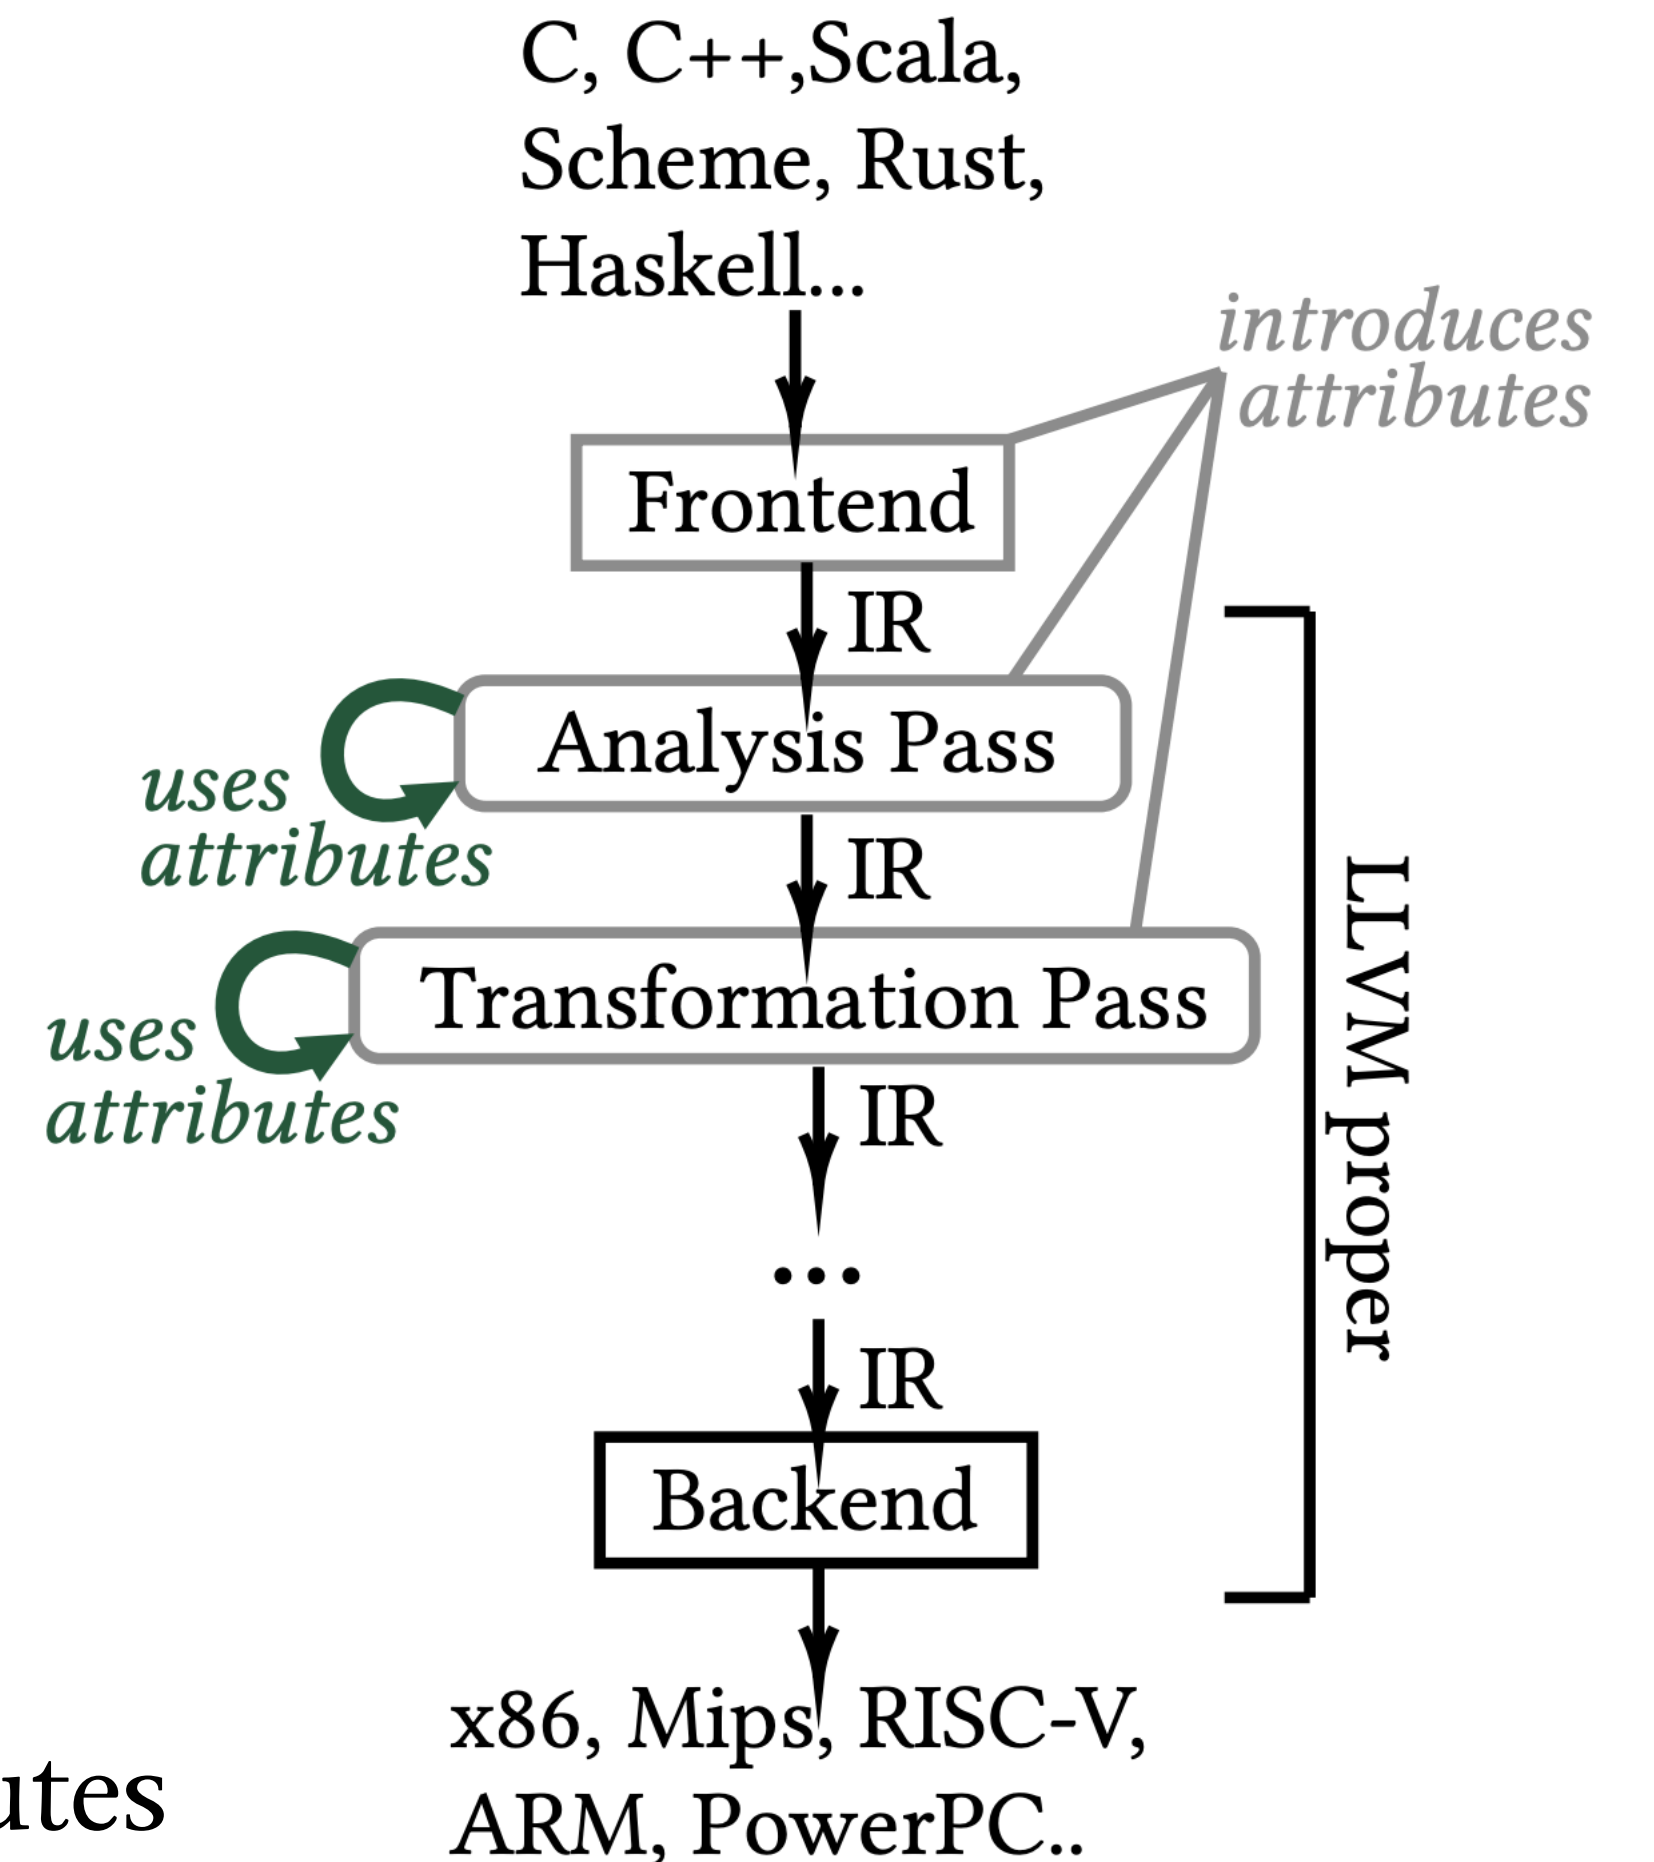 C, C++,Scala,
Scheme, Rust,
Haskell...
introduces
attributes
Frontend
IR
Analysis Pass
uses
attributes
IR
Transformation Pass
uses
attributes
IR
...
IR
Backend
LLVM proper
x86, Mips, RISC-V,
ARM, PowerPC..
utes